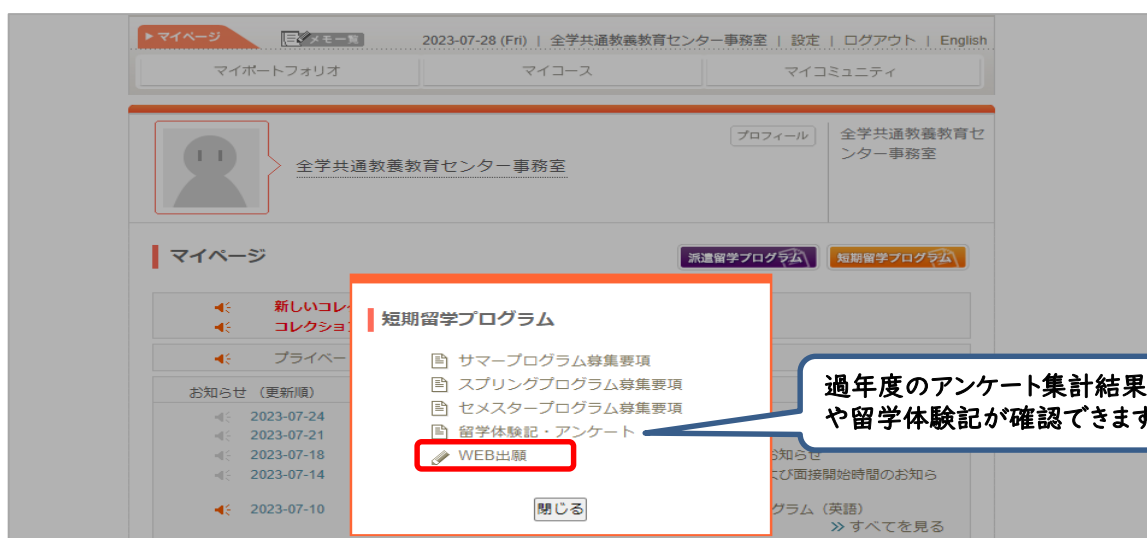 マイページ メモ一覧 2023-07-28 (Fri) | 全学共通教養教育センター事務室 | 設定 | ログアウト | English
マイポートフォリオ マイコース マイコミュニティ
プロフィール
全学共通教養教育セ
ンター事務室
全学共通教養教育センター事務室
マイページ
派遣留学プログラム 短期留学プログラム
新しいコレ
コレクショ
プライベー
お知らせ (更新順)
2023-07-24
2023-07-21
2023-07-18 お知らせ
2023-07-14 よび面接開始時間のお知ら
2023-07-10 グラム(英語)
≫ すべてを見る
短期留学プログラム
サマープログラム募集要項
スプリングプログラム募集要項
セメスタープログラム募集要項
留学体験記・アンケート
WEB出願
閉じる
過年度のアンケート集計結果
や留学体験記が確認できます